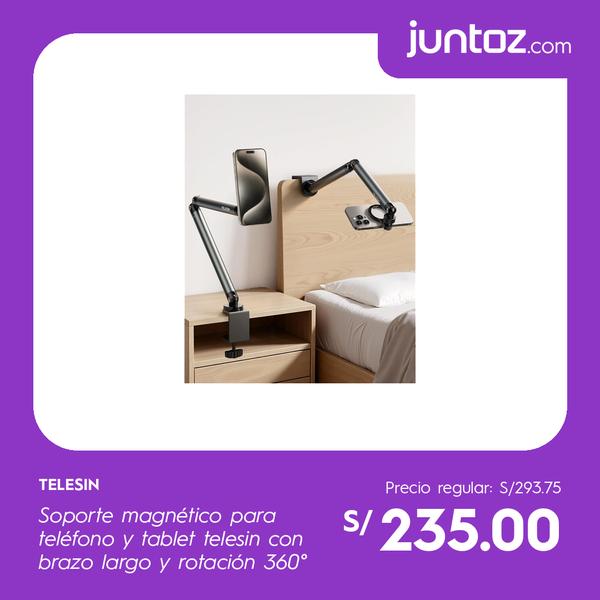 juntoz.com
TELESIN
Soporte magnético para
teléfono y tablet telesin con
brazo largo y rotación 360°
Precio regular: S/293.75
S/ 235.00